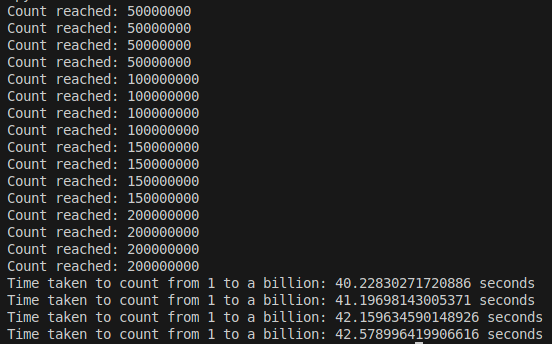 Count reached: 50000000
Count reached: 50000000
Count reached: 50000000
Count reached: 50000000
Count reached: 100000000
Count reached: 100000000
Count reached: 100000000
Count reached: 100000000
Count reached: 150000000
Count reached: 150000000
Count reached: 150000000
Count reached: 150000000
Count reached: 200000000
Count reached: 200000000
Count reached: 200000000
Count reached: 200000000
Time taken to count from 1 to a billion: 40.22830271720886 seconds
Time taken to count from 1 to a billion: 41.19698143005371 seconds
Time taken to count from 1 to a billion: 42.159634590148926 seconds
Time taken to count from 1 to a billion: 42.578996419906616 seconds